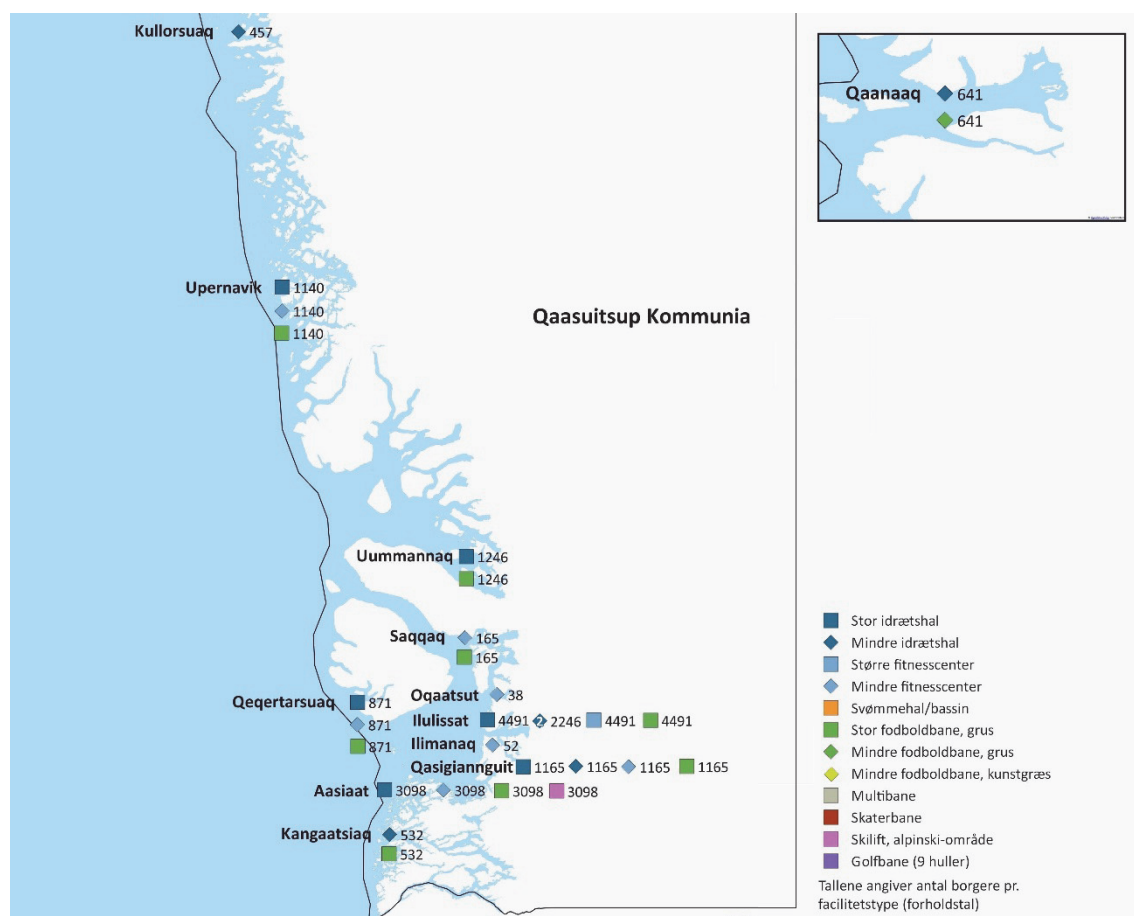 Kullorsuaq 457
Qaanaaq 641
641
Upernavik 1140
1140
1140
Qaasuitsup Kommunia
Uummannaq 1246
1246
Saqqaq 165
165
Qeqertarsuaq 871
871
871
Oqaatsut 38
Ilulissat 4491 2 2246 4491 4491
Ilimanaq 52
Qasigiannguit 1165 1165 1165 1165
Aasiaat 3098 3098 3098 3098
Kangaatsiaq 532
532
Stor idrætshal
Mindre idrætshal
Større fitnesscenter
Mindre fitnesscenter
Svømmehal/bassin
Stor fodboldbane, grus
Mindre fodboldbane, grus
Mindre fodboldbane, kunstgræs
Multibane
Skaterbane
Skilift, alpinski-område
Golfbane (9 huller)
Tallene angiver antal borgere pr.
facilitetstype (forholdstal)